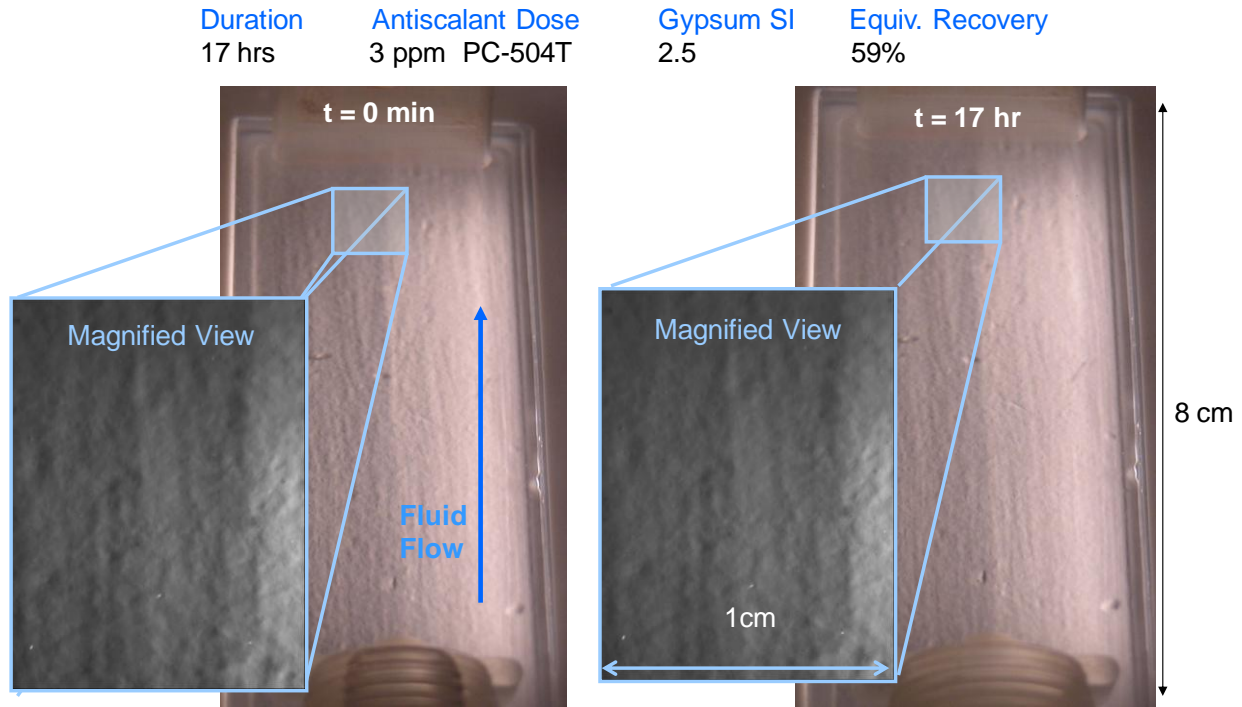 Duration Antiscalant Dose Gypsum SI Equiv. Recovery
17 hrs 3 ppm PC-504T 2.5 59%
t = 0 min
t = 17 hr
Magnified View
Magnified View
8 cm
Fluid
Flow
1cm